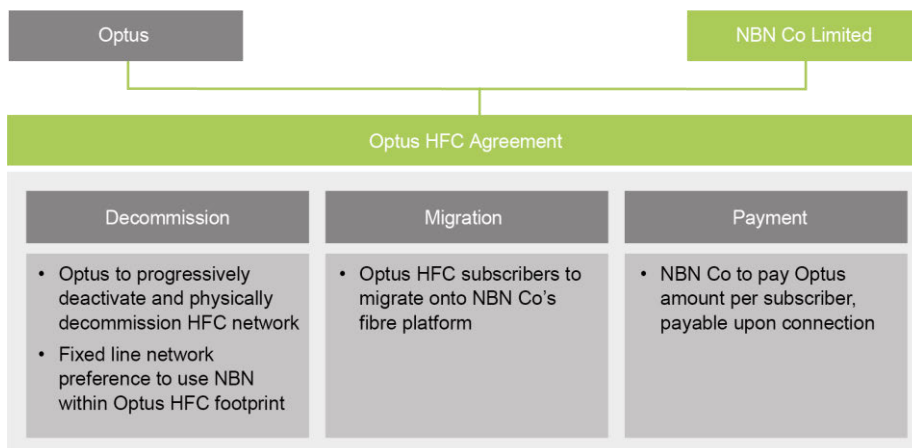 Optus
NBN Co Limited
Optus HFC Agreement
Decommission
Migration
Payment
• Optus to progressively
deactivate and physically
decommission HFC network
• Fixed line network
preference to use NBN
within Optus HFC footprint
• Optus HFC subscribers to
migrate onto NBN Co’s
fibre platform
• NBN Co to pay Optus
amount per subscriber,
payable upon connection